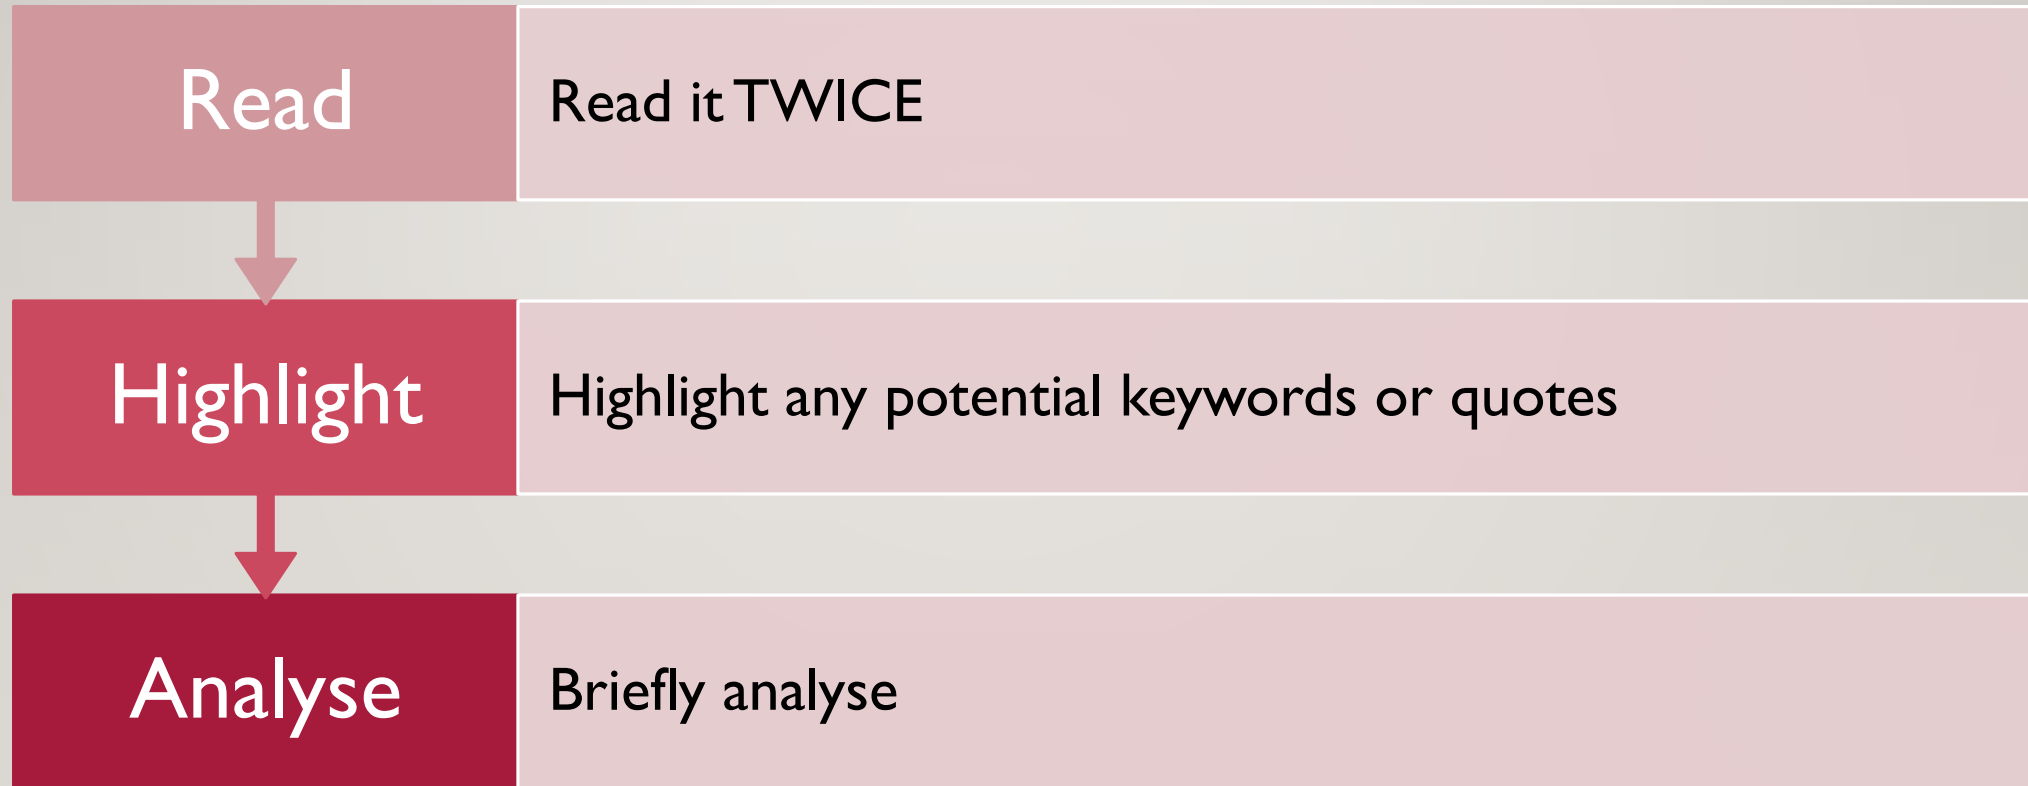 Read
Read it TWICE
Highlight
Highlight any potential keywords or quotes
Analyse
Briefly analyse